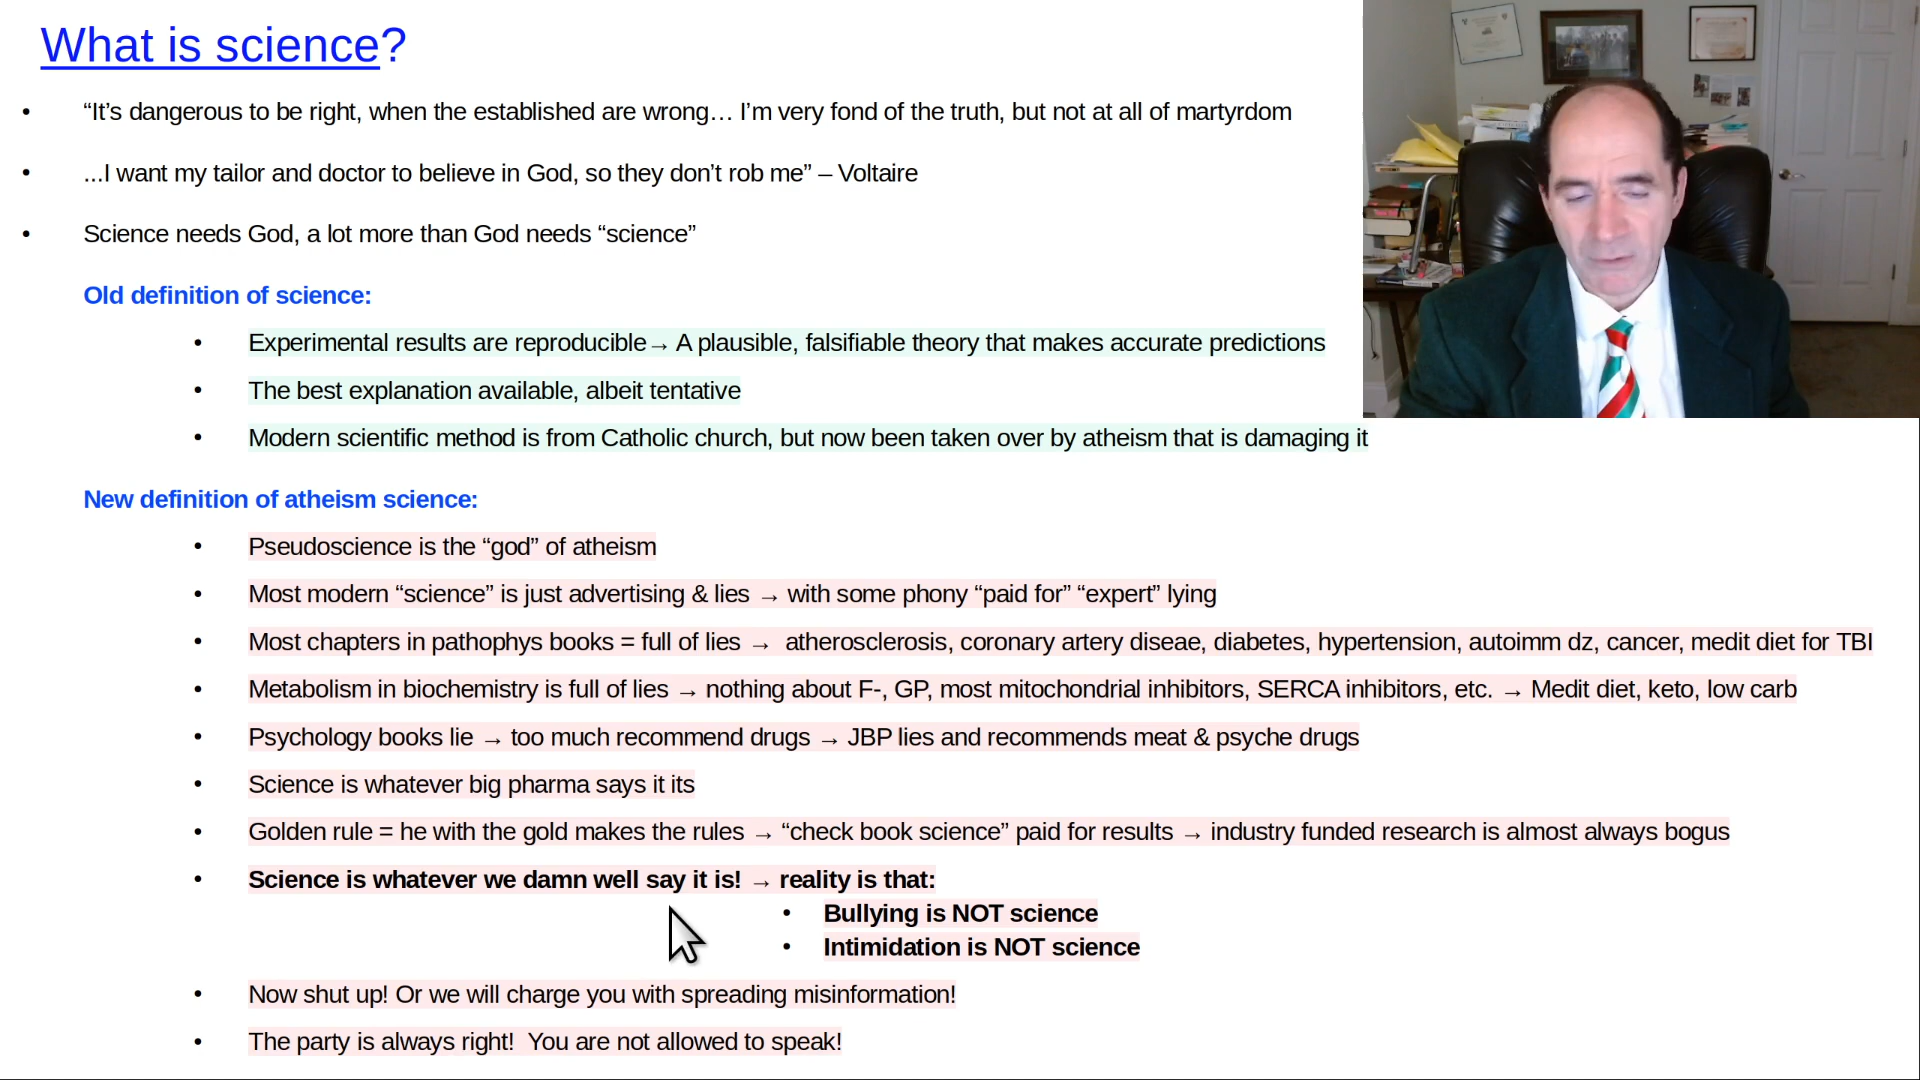 What is science?
“It’s dangerous to be right, when the established are wrong… I’m very fond of the truth, but not at all of martyrdom
...I want my tailor and doctor to believe in God, so they don’t rob me” – Voltaire
Science needs God, a lot more than God needs “science”
Old definition of science:
Experimental results are reproducible→ A plausible, falsifiable theory that makes accurate predictions
The best explanation available, albeit tentative
Modern scientific method is from Catholic church, but now been taken over by atheism that is damaging it
New definition of atheism science:
Pseudoscience is the “god” of atheism
Most modern “science” is just advertising & lies → with some phony “paid for” “expert” lying
Most chapters in pathophys books = full of lies → atherosclerosis, coronary artery diseae, diabetes, hypertension, autoimm dz, cancer, medit diet for TBI
Metabolism in biochemistry is full of lies → nothing about F-, GP, most mitochondrial inhibitors, SERCA inhibitors, etc. → Medit diet, keto, low carb
Psychology books lie → too much recommend drugs → JBP lies and recommends meat & psyche drugs
Science is whatever big pharma says it its
Golden rule = he with the gold makes the rules → “check book science” paid for results → industry funded research is almost always bogus
Science is whatever we damn well say it is! → reality is that:
Bullying is NOT science
Intimidation is NOT science
Now shut up! Or we will charge you with spreading misinformation!
The party is always right!  You are not allowed to speak!